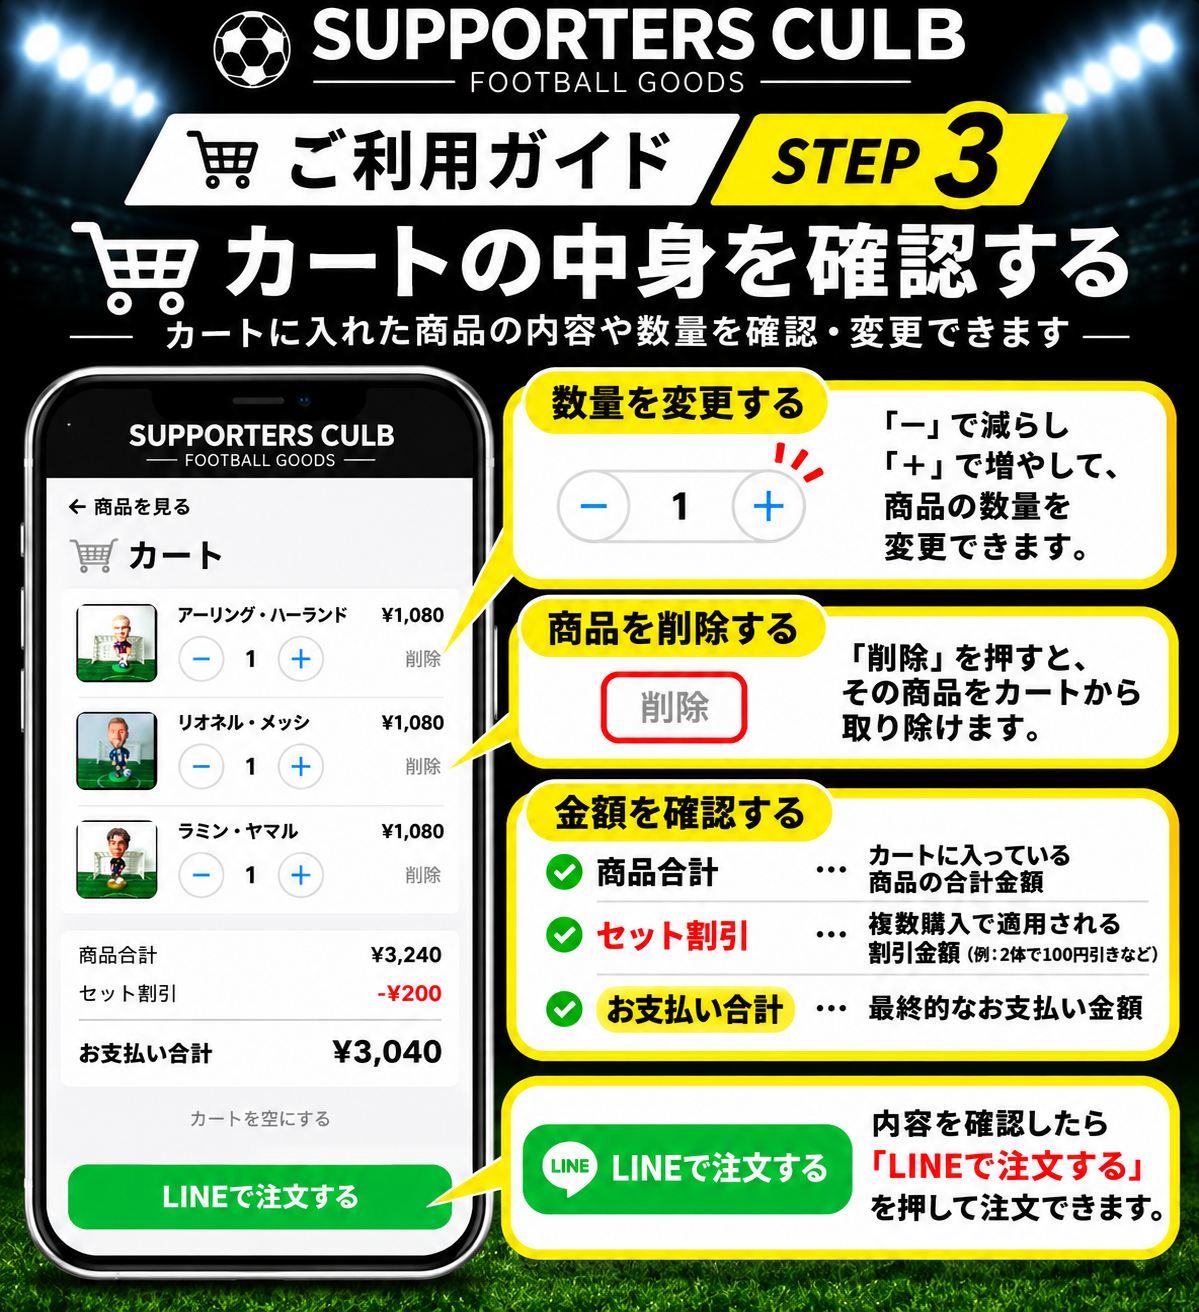 SUPPORTERS CULB
FOOTBALL GOODS
ご利用ガイド
STEP 3
カートの中身を確認する
カートに入れた商品の内容や数量を確認・変更できます
SUPPORTERS CULB
FOOTBALL GOODS
← 商品を見る
カート
アーリング・ハーランド ¥1,080
− 1 + 削除
リオネル・メッシ ¥1,080
− 1 + 削除
ラミン・ヤマル ¥1,080
− 1 + 削除
商品合計 ¥3,240
セット割引 -¥200
お支払い合計 ¥3,040
カートを空にする
LINEで注文する
数量を変更する
− 1 +
「−」で減らし
「+」で増やして、
商品の数量を
変更できます。
商品を削除する
削除
「削除」を押すと、
その商品をカートから
取り除けます。
金額を確認する
商品合計 … カートに入っている
商品の合計金額
セット割引 … 複数購入で適用される
割引金額（例：2体で100円引きなど）
お支払い合計 … 最終的なお支払い金額
LINE LINEで注文する
内容を確認したら
「LINEで注文する」
を押して注文できます。